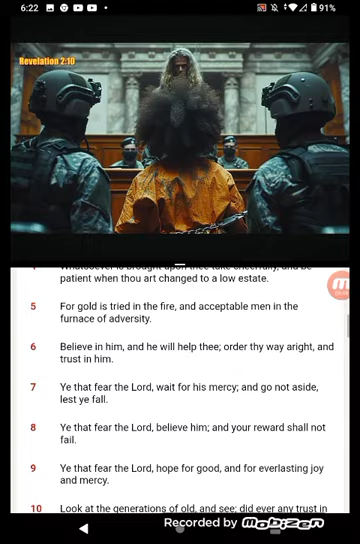 6:22
91%
Revelation 2:10
patient when thou art changed to a low estate.
5 For gold is tried in the fire, and acceptable men in the
furnace of adversity.
6 Believe in him, and he will help thee; order thy way aright, and
trust in him.
7 Ye that fear the Lord, wait for his mercy; and go not aside,
lest ye fall.
8 Ye that fear the Lord, believe him; and your reward shall not
fail.
9 Ye that fear the Lord, hope for good, and for everlasting joy
and mercy.
10 Look at the generations of old, and see; did ever any trust in
Recorded by Mobizen